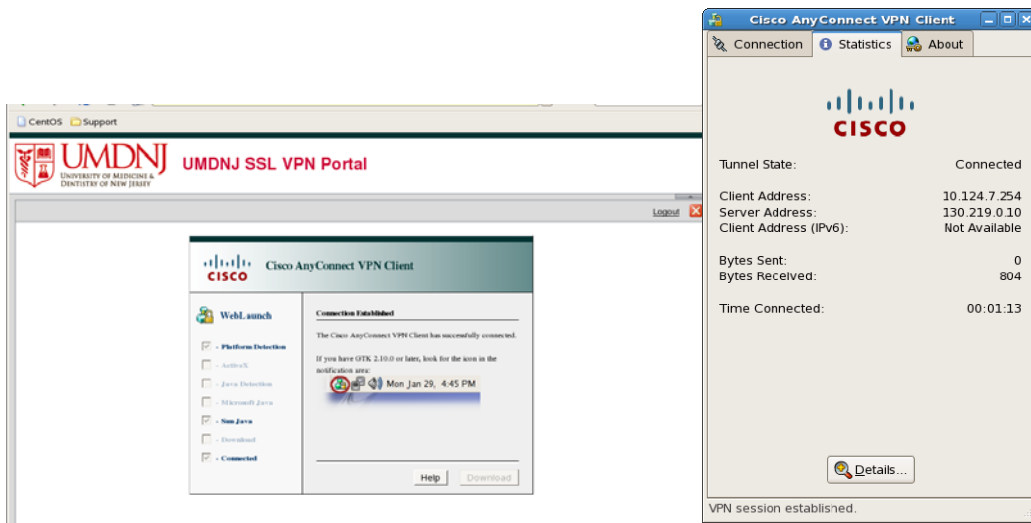 CentOS Support
UMDNJ
UNIVERSITY OF MEDICINE &
DENTISTRY OF NEW JERSEY
UMDNJ SSL VPN Portal
Logout
CISCO
Cisco AnyConnect VPN Client
WebLaunch
- Platform Detection
- ActiveX
- Java Detection
- Microsoft Java
- Sun Java
- Download
- Connected
Connection Established
The Cisco AnyConnect VPN Client has successfully connected.
If you have GTK 2.10.0 or later, look for the icon in the
notification area:
Mon Jan 29, 4:45 PM
Help Download
Cisco AnyConnect VPN Client
Connection Statistics About
CISCO
Tunnel State: Connected
Client Address: 10.124.7.254
Server Address: 130.219.0.10
Client Address (IPv6): Not Available
Bytes Sent: 0
Bytes Received: 804
Time Connected: 00:01:13
Details...
VPN session established.